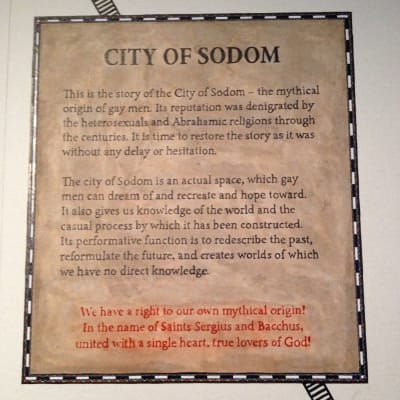 CITY OF SODOM
This is the story of the City of Sodom – the mythical
origin of gay men. Its reputation was denigrated by
the heterosexuals and Abrahamic religions through
the centuries. It is time to restore the story as it was
without any delay or hesitation.
The city of Sodom is an actual space, which gay
men can dream of and recreate and hope toward.
It also gives us knowledge of the world and the
casual process by which it has been constructed.
Its performative function is to redescribe the past,
reformulate the future, and creates worlds of which
we have no direct knowledge.
We have a right to our own mythical origin!
In the name of Saints Sergius and Bacchus,
united with a single heart, true lovers of God!